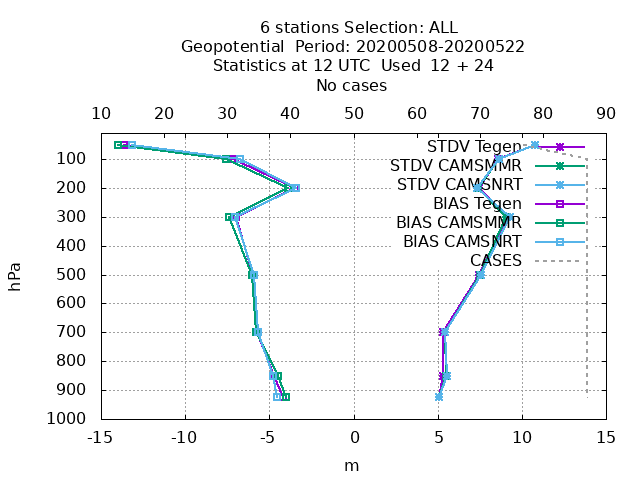 6 stations Selection: ALL
Geopotential  Period: 20200508-20200522
Statistics at 12 UTC  Used  12 + 24
No cases
10 20 30 40 50 60 70 80 90
STDV Tegen
STDV CAMSMMR
STDV CAMSNRT
BIAS Tegen
BIAS CAMSMMR
BIAS CAMSNRT
CASES
100
200
300
400
500
600
700
800
900
1000
hPa
-15 -10 -5 0 5 10 15
m